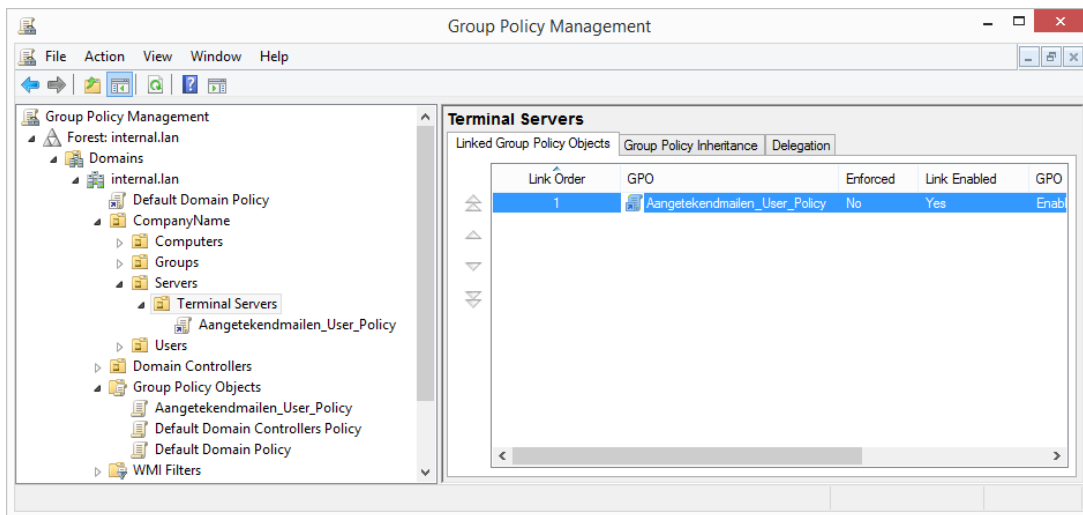 Group Policy Management
File Action View Window Help
Group Policy Management
Forest: internal.lan
Domains
internal.lan
Default Domain Policy
CompanyName
Computers
Groups
Servers
Terminal Servers
Aangetekendmailen_User_Policy
Users
Domain Controllers
Group Policy Objects
Aangetekendmailen_User_Policy
Default Domain Controllers Policy
Default Domain Policy
WMI Filters
Terminal Servers
Linked Group Policy Objects Group Policy Inheritance Delegation
Link Order GPO Enforced Link Enabled GPO
1 Aangetekendmailen_User_Policy No Yes Enabl